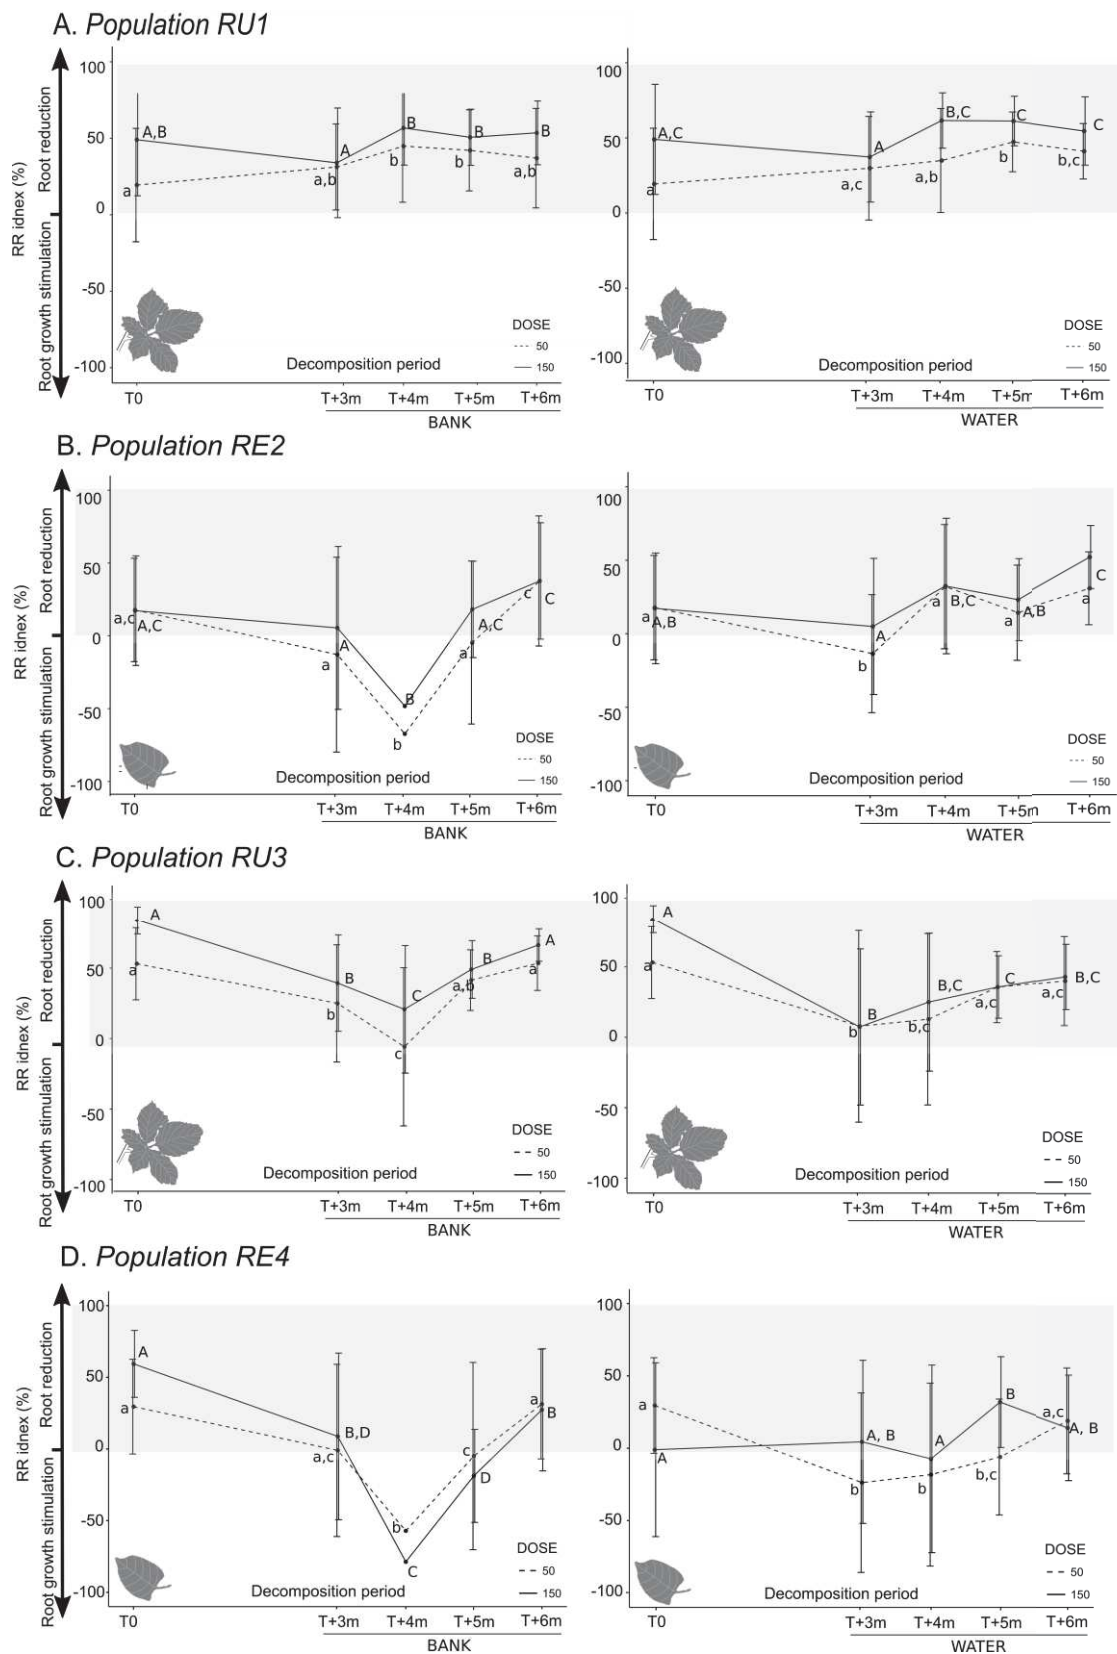 A. Population RU1
Root reduction
Root growth stimulation
RR idnex (%)
100
50
0
-50
-100
A,B
A
B
B
B
a
a,b
b
b
a,b
DOSE
50
150
Decomposition period
T0
T+3m
T+4m
T+5m
T+6m
BANK
100
50
0
-50
-100
A,C
A
B,C
C
C
a
a,c
a,b
b
b,c
DOSE
50
150
Decomposition period
T0
T+3m
T+4m
T+5m
T+6m
WATER
B. Population RE2
Root reduction
Root growth stimulation
RR idnex (%)
100
50
0
-50
-100
a,c
A,C
A
a
B
b
A,C
a
c
C
DOSE
50
150
Decomposition period
T0
T+3m
T+4m
T+5m
T+6m
BANK
100
50
0
-50
-100
a
A,B
A
b
a
B,C
a
A,B
C
a
DOSE
50
150
Decomposition period
T0
T+3m
T+4m
T+5m
T+6m
WATER
C. Population RU3
Root reduction
Root growth stimulation
RR idnex (%)
100
50
0
-50
-100
A
a
B
b
C
c
B
a,b
A
a
DOSE
50
150
Decomposition period
T0
T+3m
T+4m
T+5m
T+6m
BANK
100
50
0
-50
-100
A
a
B
b
B,C
b,c
C
a,c
B,C
a,c
DOSE
50
150
Decomposition period
T0
T+3m
T+4m
T+5m
T+6m
WATER
D. Population RE4
Root reduction
Root growth stimulation
RR idnex (%)
100
50
0
-50
-100
A
a
B,D
a,c
b
C
c
D
a
B
DOSE
50
150
Decomposition period
T0
T+3m
T+4m
T+5m
T+6m
BANK
100
50
0
-50
-100
a
A
A, B
b
A
b
B
b,c
a,c
A, B
DOSE
50
150
Decomposition period
T0
T+3m
T+4m
T+5m
T+6m
WATER